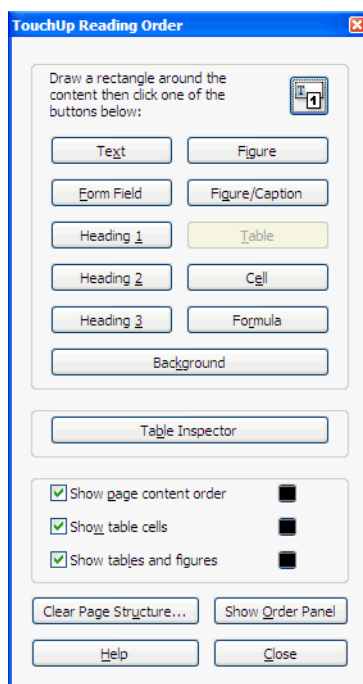 TouchUp Reading Order
Draw a rectangle around the
content then click one of the
buttons below:
T
1
Text Figure
Form Field Figure/Caption
Heading 1 Table
Heading 2 Cell
Heading 3 Formula
Background
Table Inspector
Show page content order
Show table cells
Show tables and figures
Clear Page Structure... Show Order Panel
Help Close